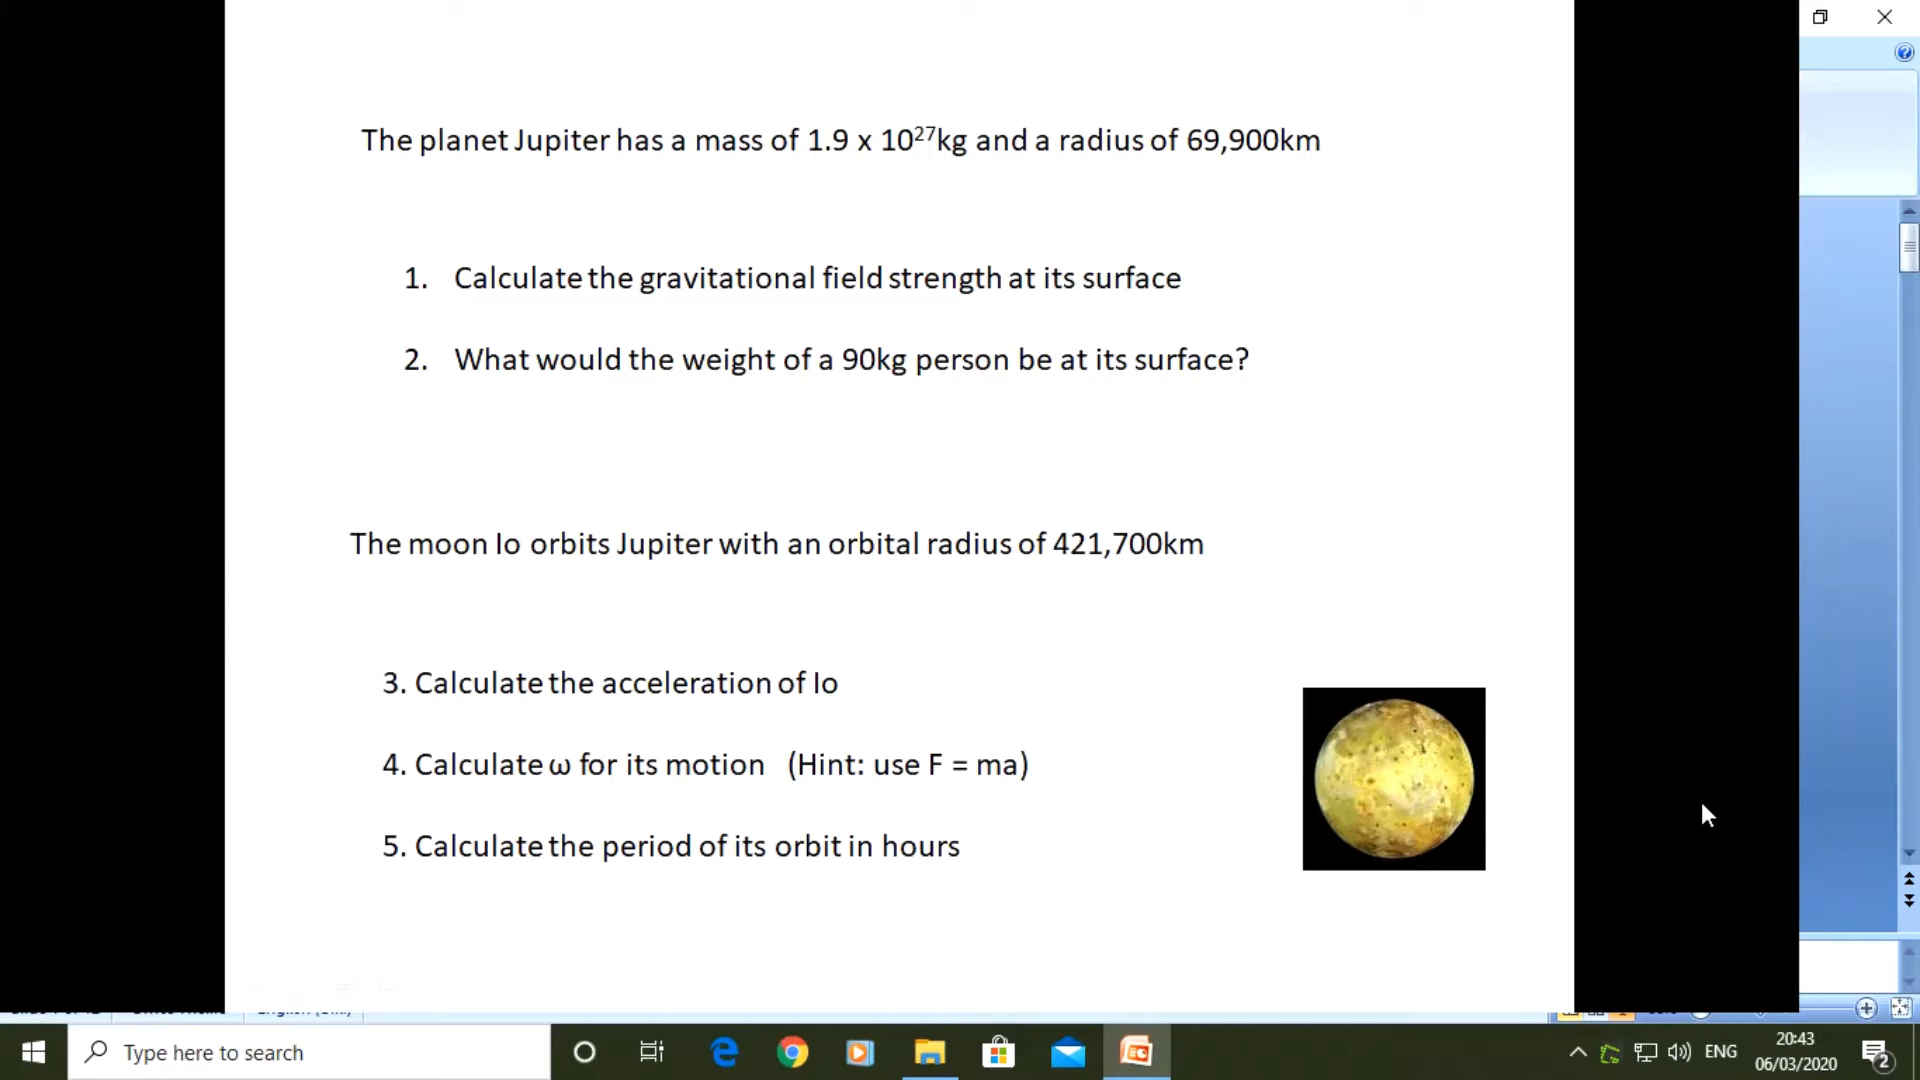 The planet Jupiter has a mass of 1.9 x 10²⁷kg and a radius of 69,900km
1. Calculate the gravitational field strength at its surface
2. What would the weight of a 90kg person be at its surface?
The moon Io orbits Jupiter with an orbital radius of 421,700km
3. Calculate the acceleration of Io
4. Calculate ω for its motion (Hint: use F = ma)
5. Calculate the period of its orbit in hours
Type here to search
ENG
20:43
06/03/2020
2